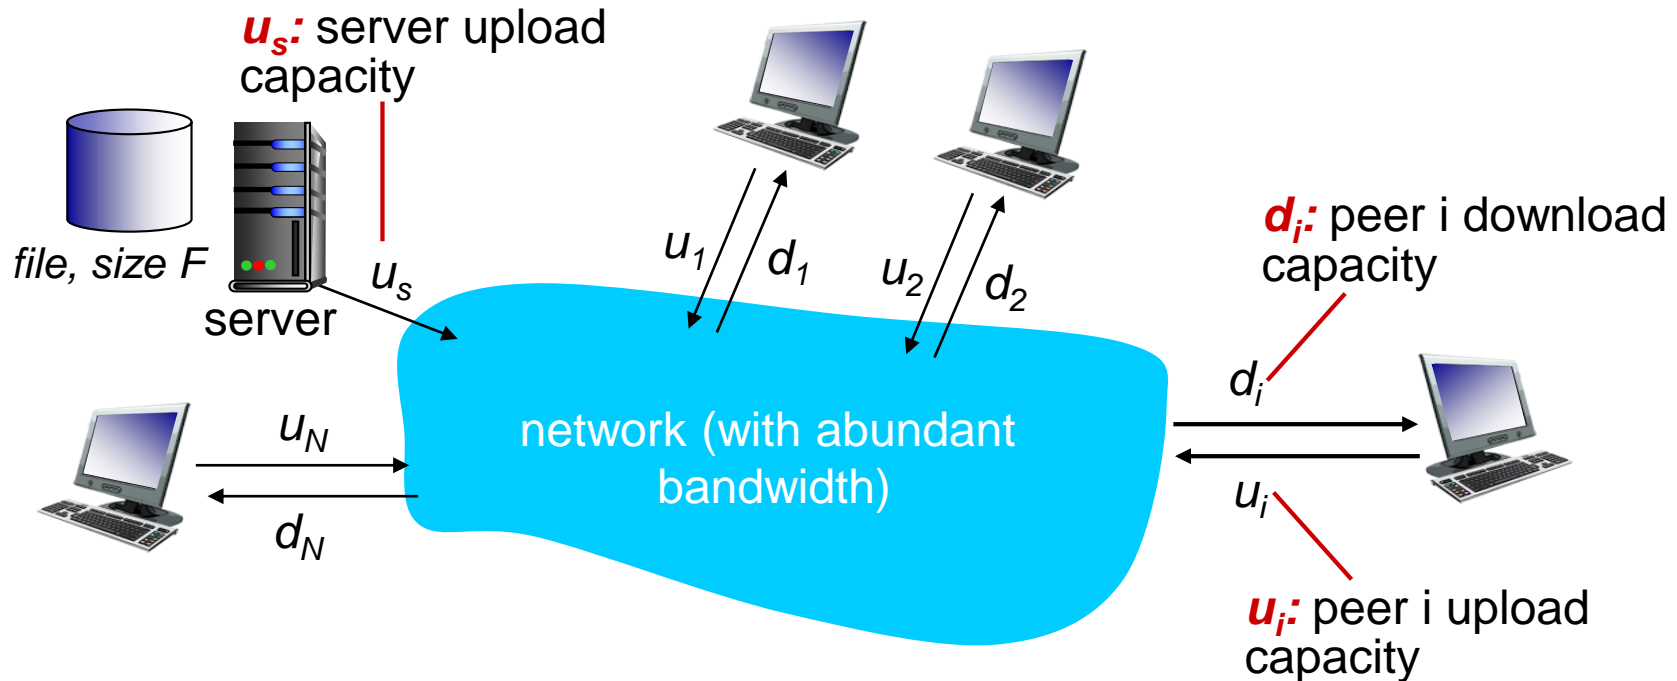 us: server upload
capacity
file, size F
server
us
u1
d1
u2
d2
di: peer i download
capacity
di
ui
uN
dN
network (with abundant
bandwidth)
ui: peer i upload
capacity